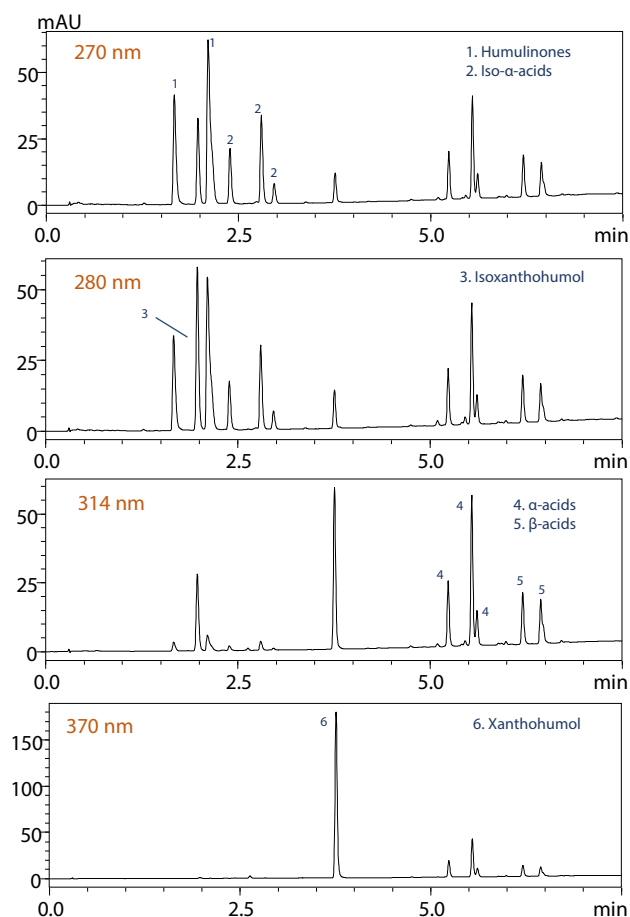 mAU
270 nm
1. Humulinones
2. Iso-α-acids
1
1
2
2
2
50
25
0
0.0 2.5 5.0 min
280 nm
3. Isoxanthohumol
3
50
25
0
0.0 2.5 5.0 min
314 nm
4. α-acids
5. β-acids
4
4
4
5
5
50
25
0
0.0 2.5 5.0 min
370 nm
6. Xanthohumol
6
150
100
50
0
0.0 2.5 5.0 min